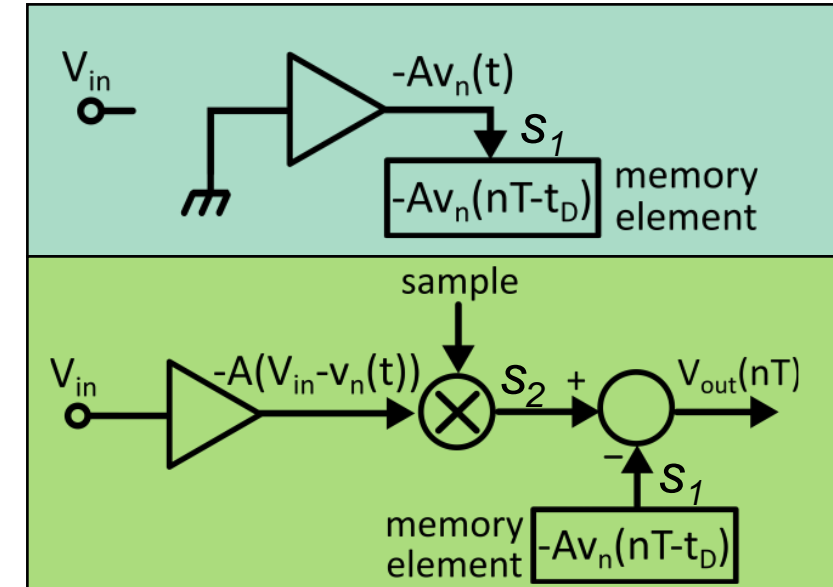 V_in
-Av_n(t)
S_1
-Av_n(nT-t_D)
memory
element
sample
V_in
-A(V_in-v_n(t))
S_2
+
V_out(nT)
−
S_1
memory
element
-Av_n(nT-t_D)